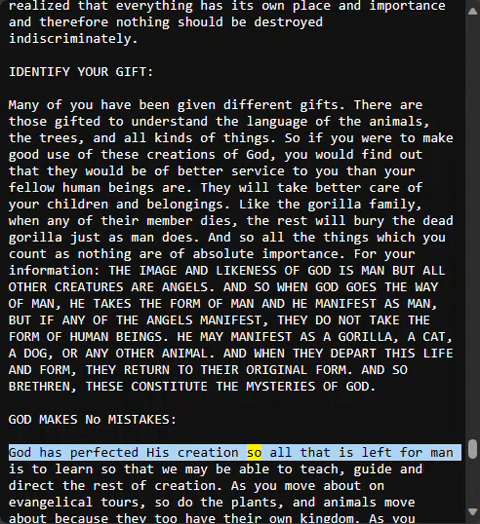 realized that everything has its own place and importance
and therefore nothing should be destroyed
indiscriminately.
IDENTIFY YOUR GIFT:
Many of you have been given different gifts. There are
those gifted to understand the language of the animals,
the trees, and all kinds of things. So if you were to make
good use of these creations of God, you would find out
that they would be of better service to you than your
fellow human beings are. They will take better care of
your children and belongings. Like the gorilla family,
when any of their member dies, the rest will bury the dead
gorilla just as man does. And so all the things which you
count as nothing are of absolute importance. For your
information: THE IMAGE AND LIKENESS OF GOD IS MAN BUT ALL
OTHER CREATURES ARE ANGELS. AND SO WHEN GOD GOES THE WAY
OF MAN, HE TAKES THE FORM OF MAN AND HE MANIFEST AS MAN,
BUT IF ANY OF THE ANGELS MANIFEST, THEY DO NOT TAKE THE
FORM OF HUMAN BEINGS. HE MAY MANIFEST AS A GORILLA, A CAT,
A DOG, OR ANY OTHER ANIMAL. AND WHEN THEY DEPART THIS LIFE
AND FORM, THEY RETURN TO THEIR ORIGINAL FORM. AND SO
BRETHREN, THESE CONSTITUTE THE MYSTERIES OF GOD.
GOD MAKES No MISTAKES:
God has perfected His creation so all that is left for man
is to learn so that we may be able to teach, guide and
direct the rest of creation. As you move about on
evangelical tours, so do the plants, and animals move
about because they too have their own kingdom. As you